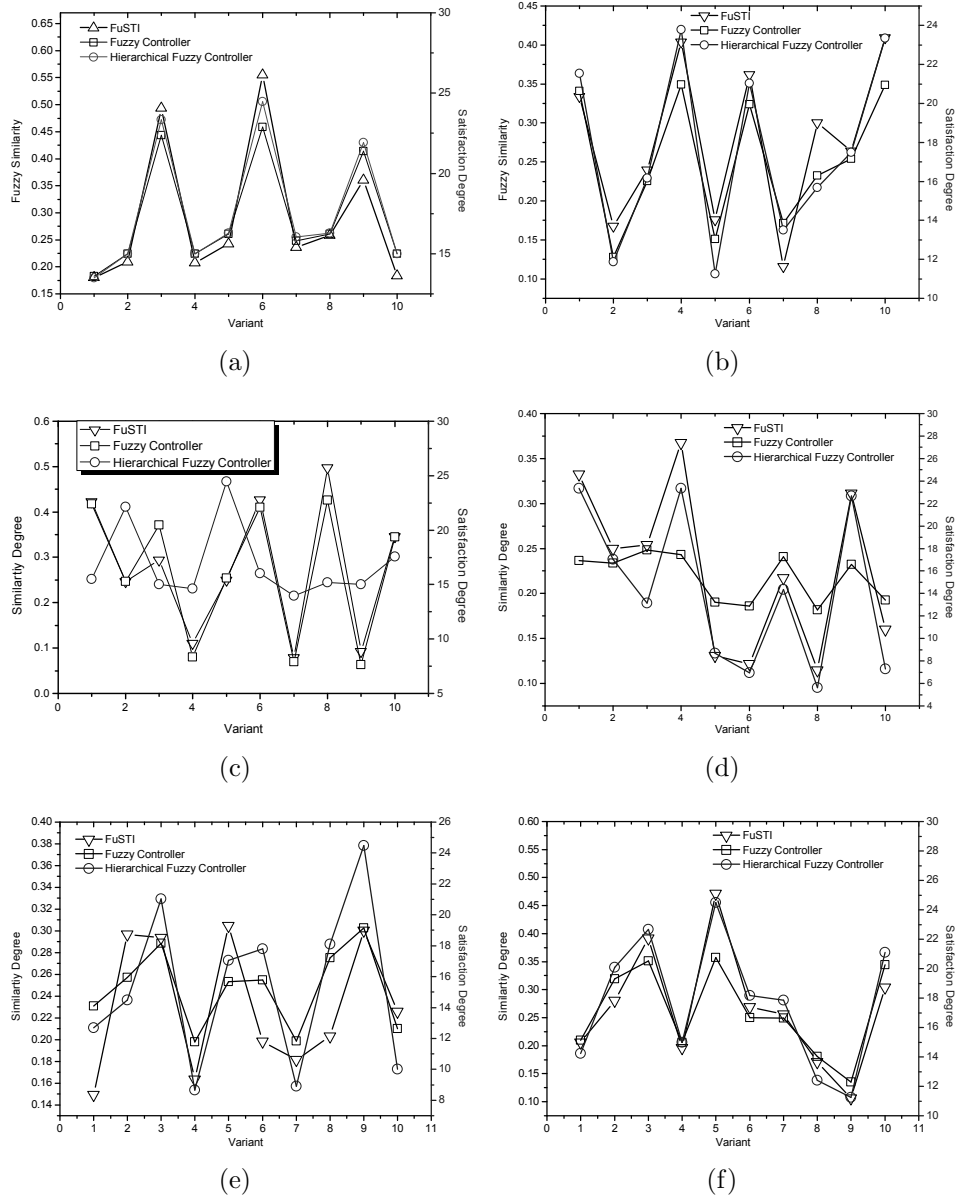 0.65
0.60
0.55
0.50
0.45
0.40
0.35
0.30
0.25
0.20
0.15
Fuzzy Similarity
FuSTI
Fuzzy Controller
Hierarchical Fuzzy Controller
30
25
20
15
Satisfaction Degree
0 2 4 6 8 10
Variant
(a)
0.45
0.40
0.35
0.30
0.25
0.20
0.15
0.10
Fuzzy Similarity
FuSTI
Fuzzy Controller
Hierarchical Fuzzy Controller
24
22
20
18
16
14
12
10
Satisfaction Degree
0 2 4 6 8 10
Variant
(b)
0.6
0.5
0.4
0.3
0.2
0.1
0.0
Similartly Degree
FuSTI
Fuzzy Controller
Hierarchical Fuzzy Controller
30
25
20
15
10
5
Satisfaction Degree
0 2 4 6 8 10
Variant
(c)
0.40
0.35
0.30
0.25
0.20
0.15
0.10
Similartly Degree
FuSTI
Fuzzy Controller
Hierarchical Fuzzy Controller
30
28
26
24
22
20
18
16
14
12
10
8
6
4
Satisfaction Degree
0 2 4 6 8 10
Variant
(d)
0.40
0.38
0.36
0.34
0.32
0.30
0.28
0.26
0.24
0.22
0.20
0.18
0.16
0.14
Similartly Degree
FuSTI
Fuzzy Controller
Hierarchical Fuzzy Controller
26
24
22
20
18
16
14
12
10
8
Satisfaction Degree
0 1 2 3 4 5 6 7 8 9 10 11
Variant
(e)
0.60
0.55
0.50
0.45
0.40
0.35
0.30
0.25
0.20
0.15
0.10
Similartly Degree
FuSTI
Fuzzy Controller
Hierarchical Fuzzy Controller
30
28
26
24
22
20
18
16
14
12
10
Satisfaction Degree
0 1 2 3 4 5 6 7 8 9 10 11
Variant
(f)